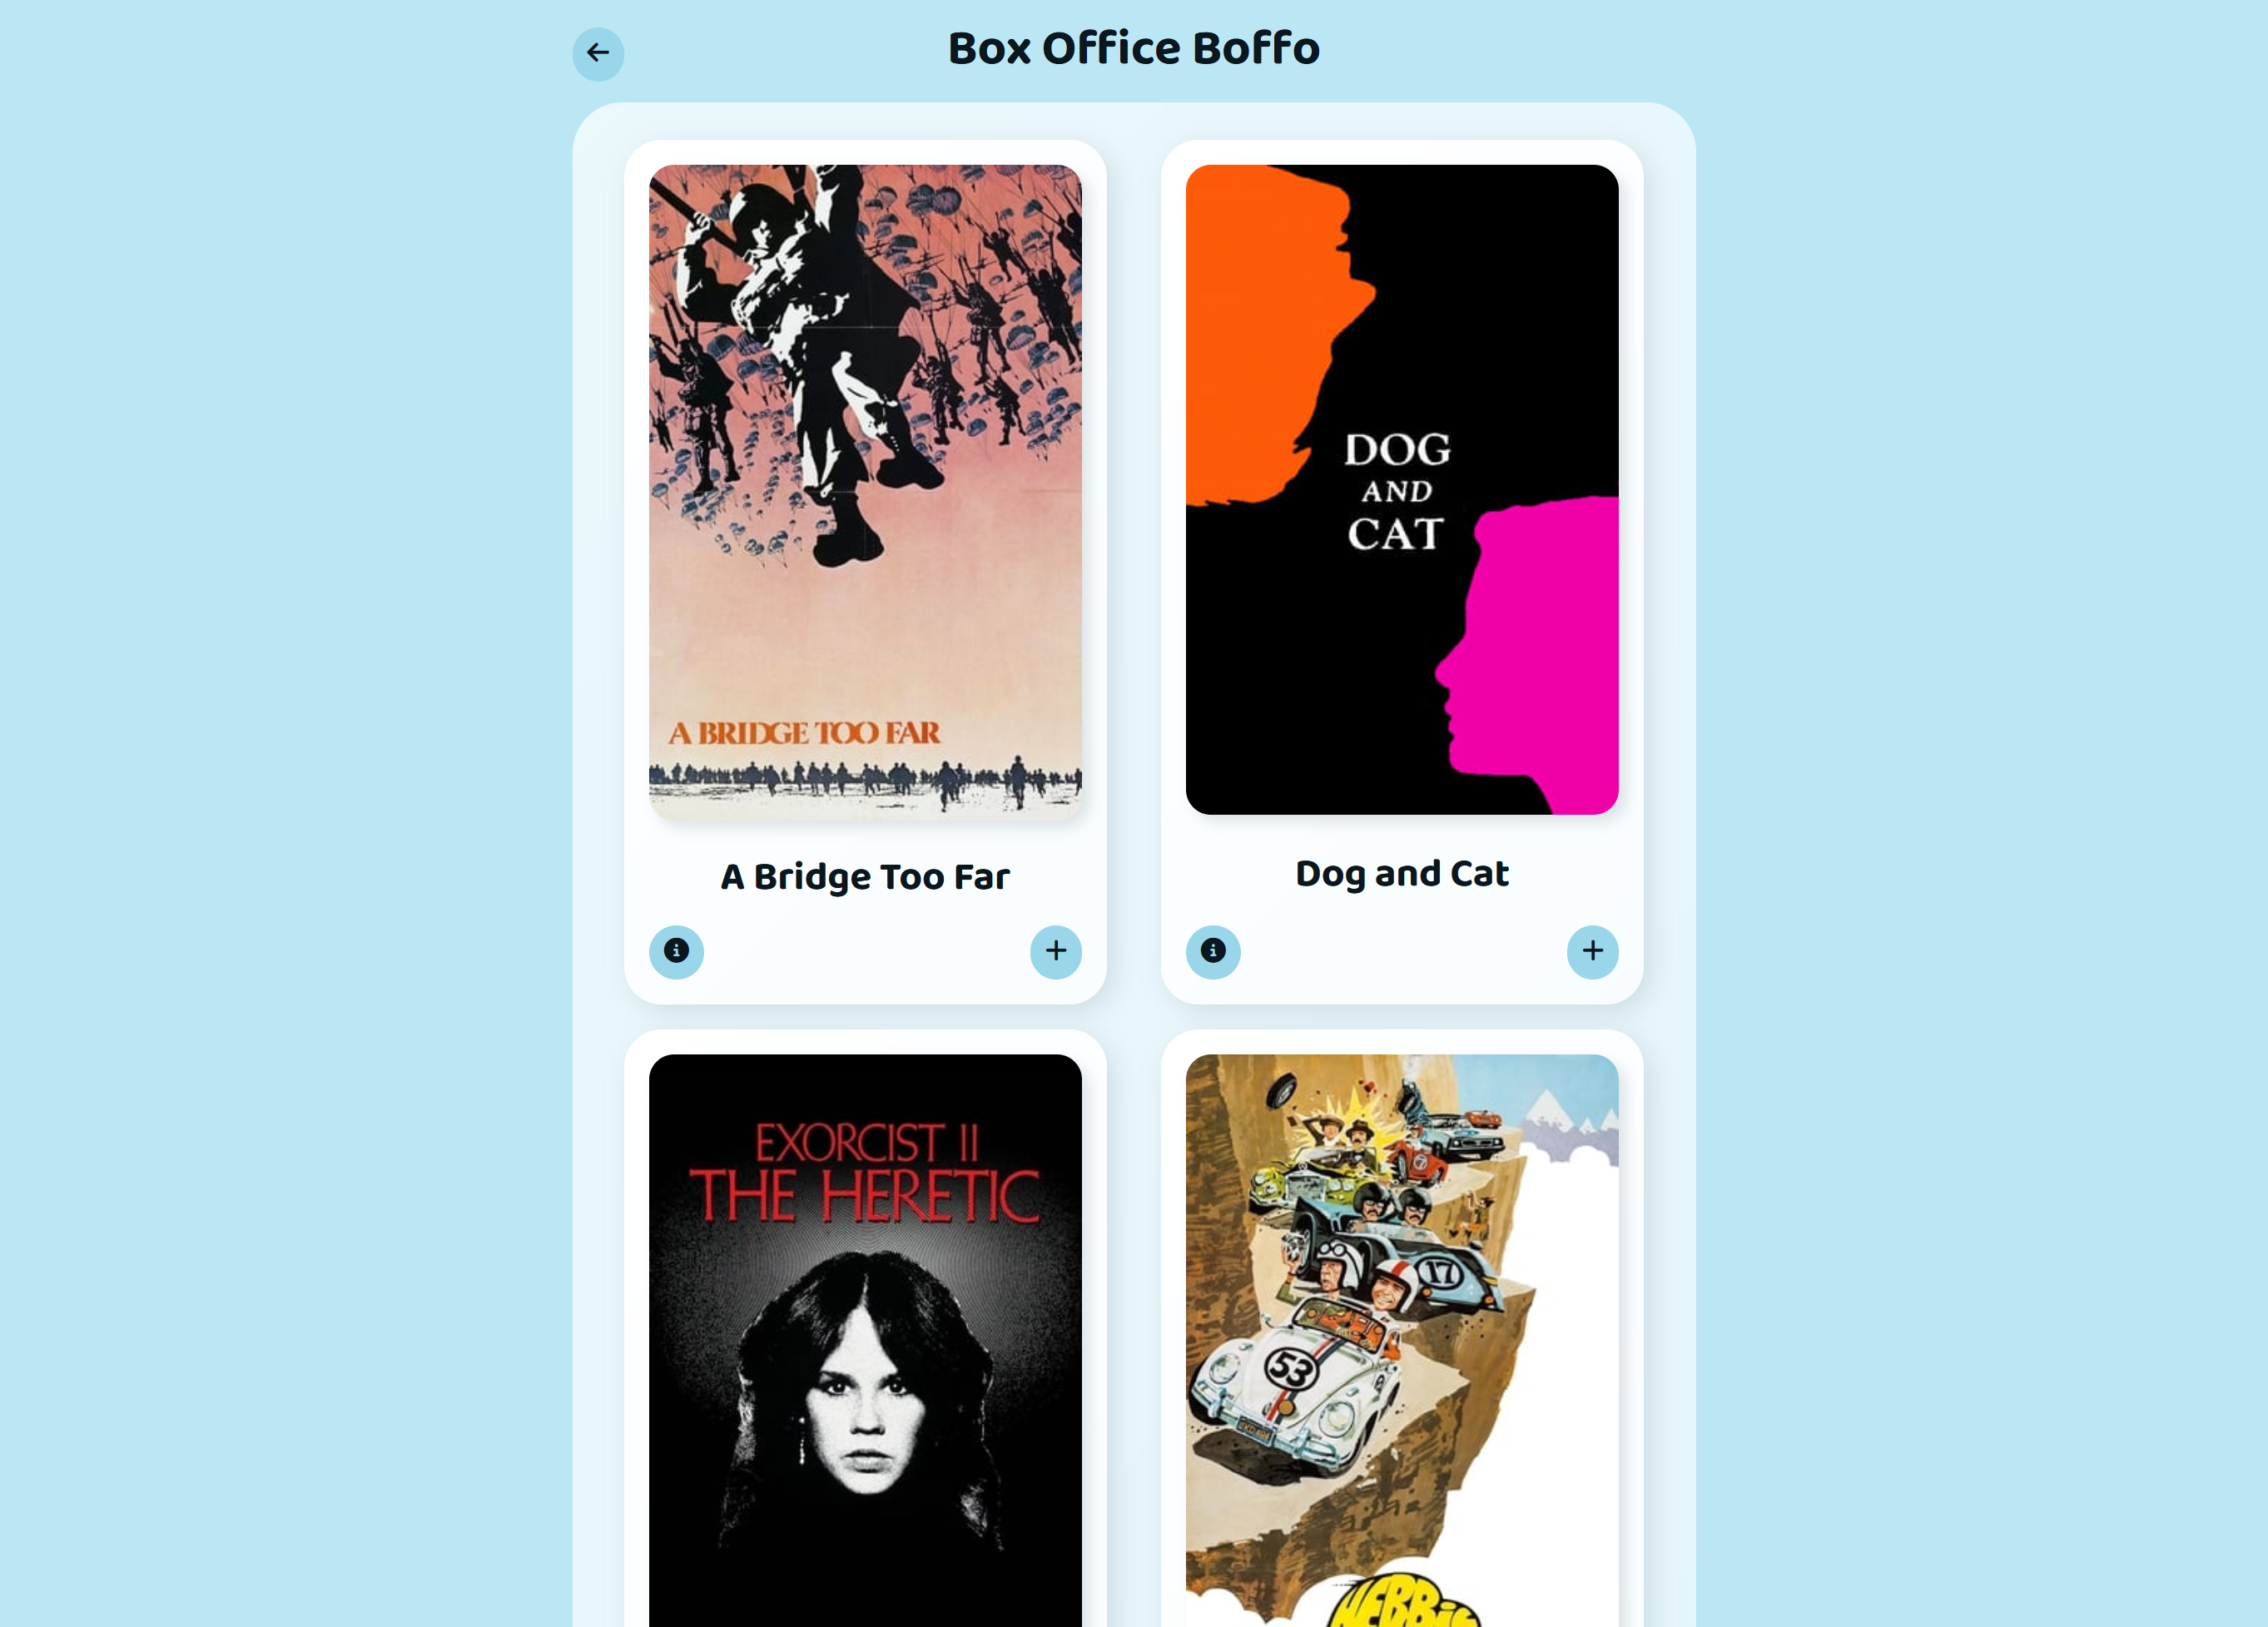 Box Office Boffo
A BRIDGE TOO FAR
A Bridge Too Far
DOG
AND
CAT
Dog and Cat
EXORCIST II
THE HERETIC
7
17
53
HERBIE